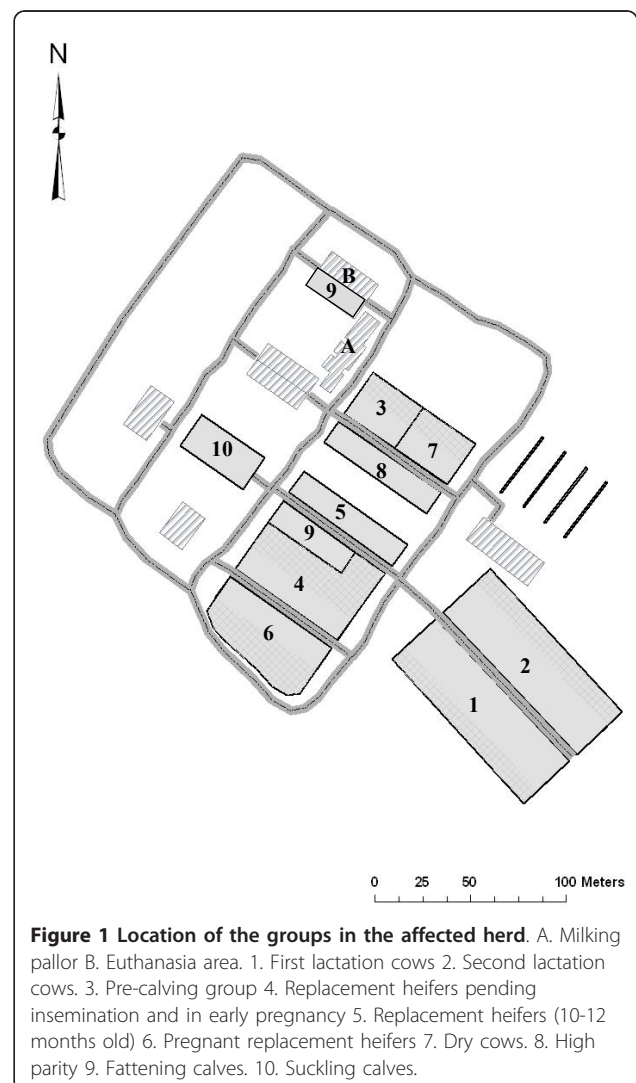 N
B
9
A
3
7
10
8
5
9
4
6
2
1
0 25 50 100 Meters
Figure 1 Location of the groups in the affected herd. A. Milking
pallor B. Euthanasia area. 1. First lactation cows 2. Second lactation
cows. 3. Pre-calving group 4. Replacement heifers pending
insemination and in early pregnancy 5. Replacement heifers (10-12
months old) 6. Pregnant replacement heifers 7. Dry cows. 8. High
parity 9. Fattening calves. 10. Suckling calves.